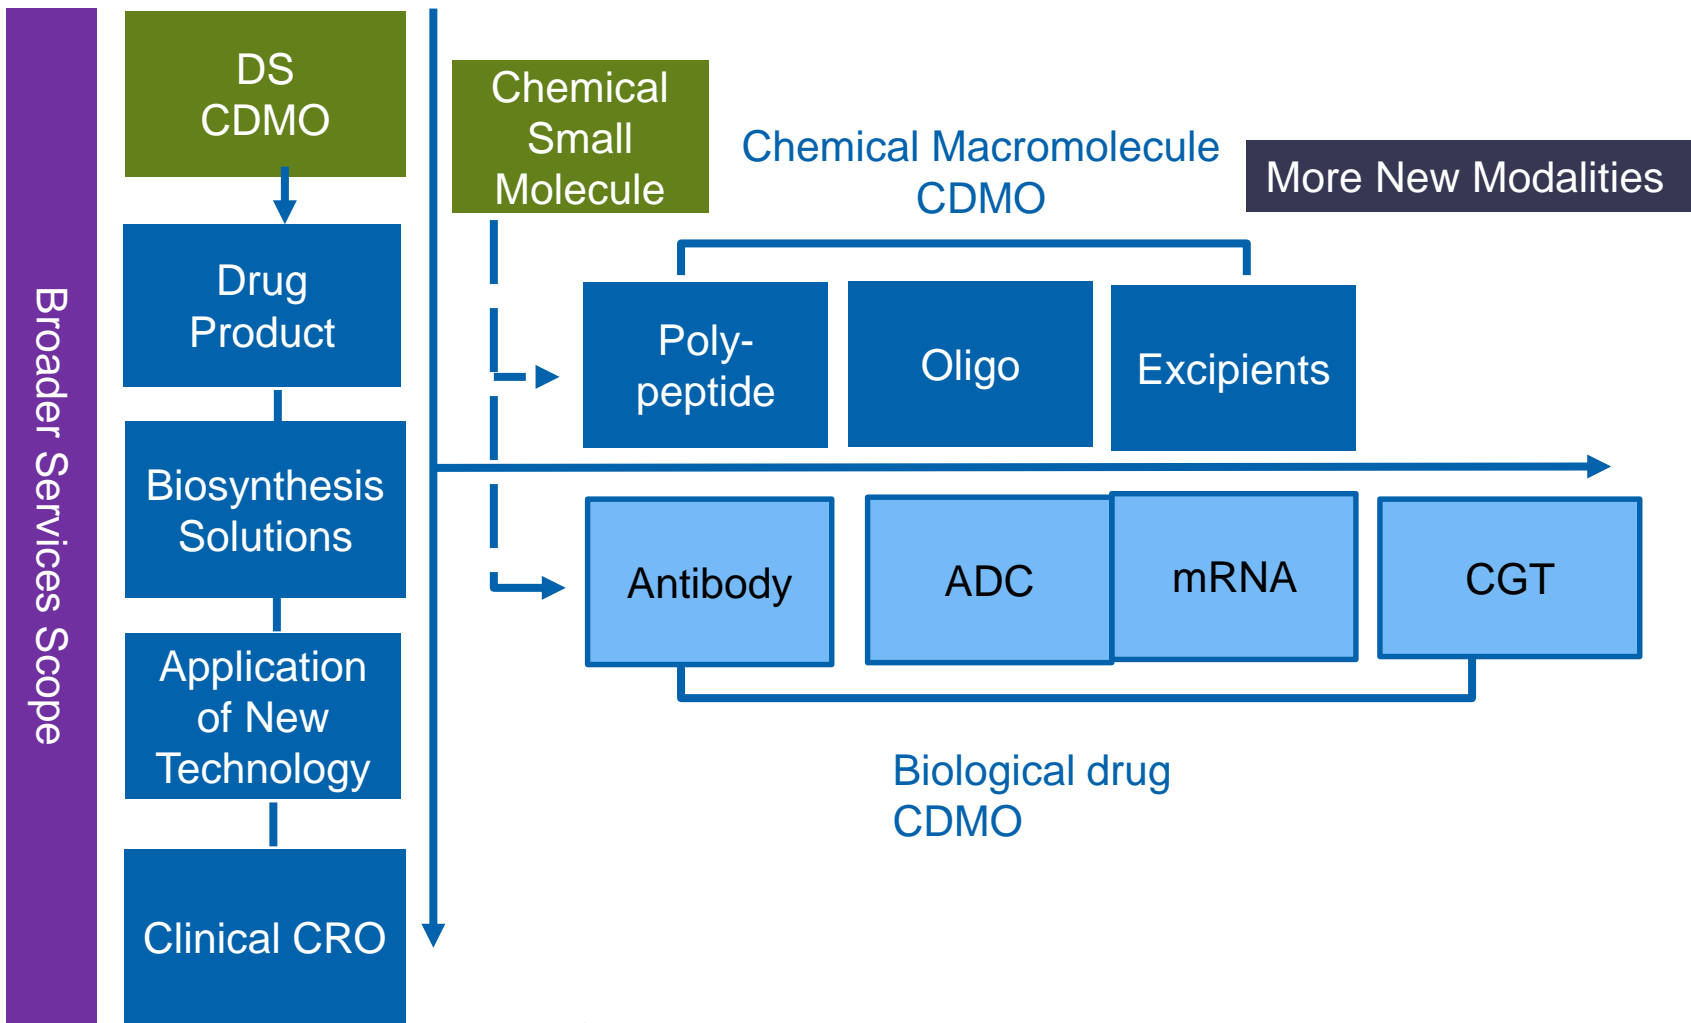 Broader Services Scope
DS
CDMO
Drug
Product
Biosynthesis
Solutions
Application
of New
Technology
Clinical CRO
Chemical
Small
Molecule
Chemical Macromolecule
CDMO
More New Modalities
Poly-
peptide
Oligo
Excipients
Antibody
ADC
mRNA
CGT
Biological drug
CDMO